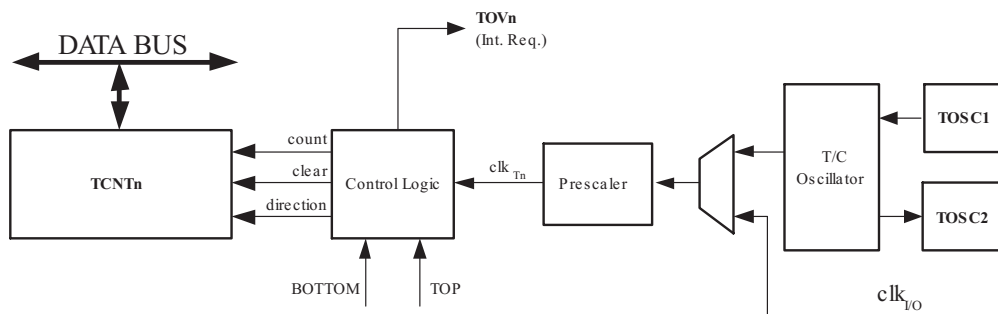 TOVn
(Int. Req.)
DATA BUS
TOSC1
count
T/C
Oscillator
clk Tn
TCNTn
clear
Control Logic
Prescaler
direction
TOSC2
BOTTOM
TOP
clk I/O